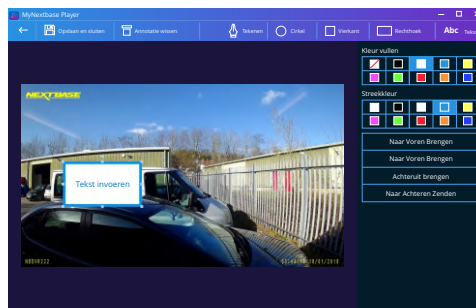 MyNextbase Player
Opslaan en sluiten
Annotatie wissen
Tekenen
Cirkel
Vierkant
Rechthoek
Abc
Kleur vullen
NEXTBASE
Streekkleur
Naar Voren Brengen
Naar Voren Brengen
Achteruit brengen
Naar Achteren Zenden
Tekst invoeren